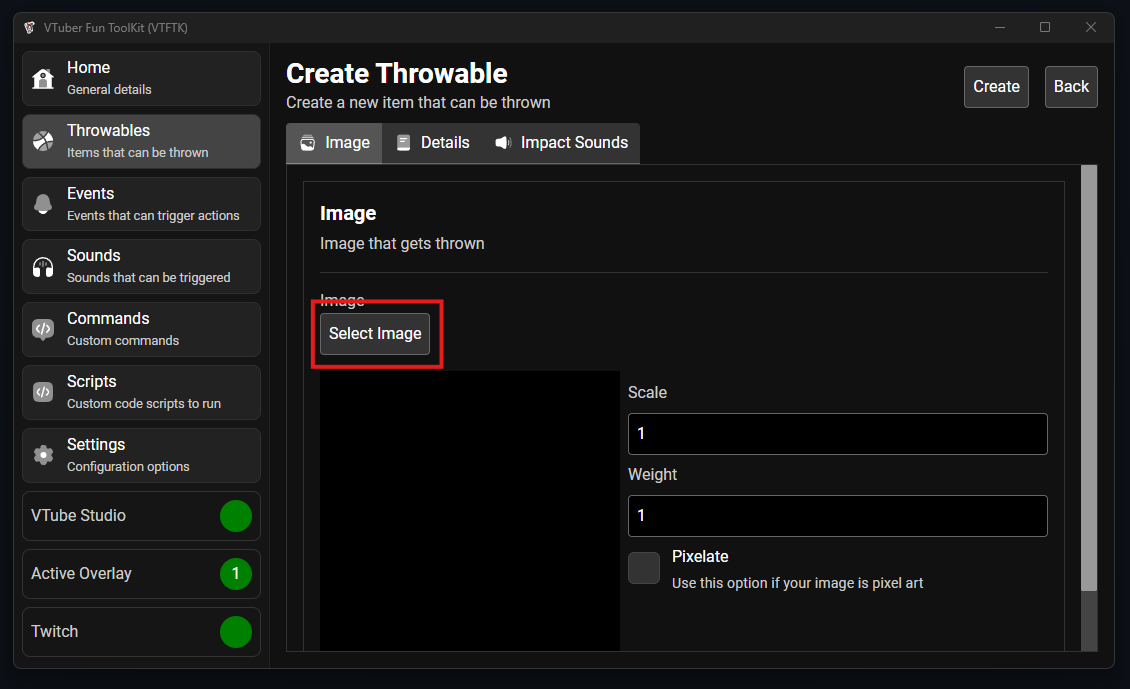 VTuber Fun ToolKit (VTFTK)
Home
General details
Throwables
Items that can be thrown
Events
Events that can trigger actions
Sounds
Sounds that can be triggered
Commands
Custom commands
Scripts
Custom code scripts to run
Settings
Configuration options
VTube Studio
Active Overlay 1
Twitch
Create Throwable
Create a new item that can be thrown
Create Back
Image Details Impact Sounds
Image
Image that gets thrown
Image
Select Image
Scale
1
Weight
1
Pixelate
Use this option if your image is pixel art